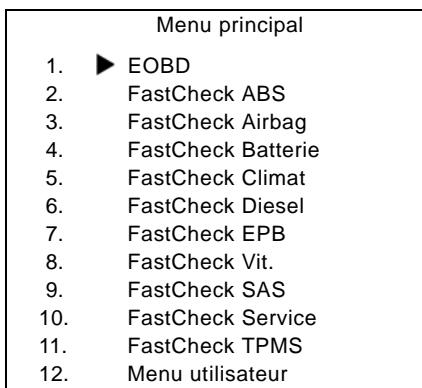 Menu principal
1. ▶ EOBD
2. FastCheck ABS
3. FastCheck Airbag
4. FastCheck Batterie
5. FastCheck Climat
6. FastCheck Diesel
7. FastCheck EPB
8. FastCheck Vit.
9. FastCheck SAS
10. FastCheck Service
11. FastCheck TPMS
12. Menu utilisateur